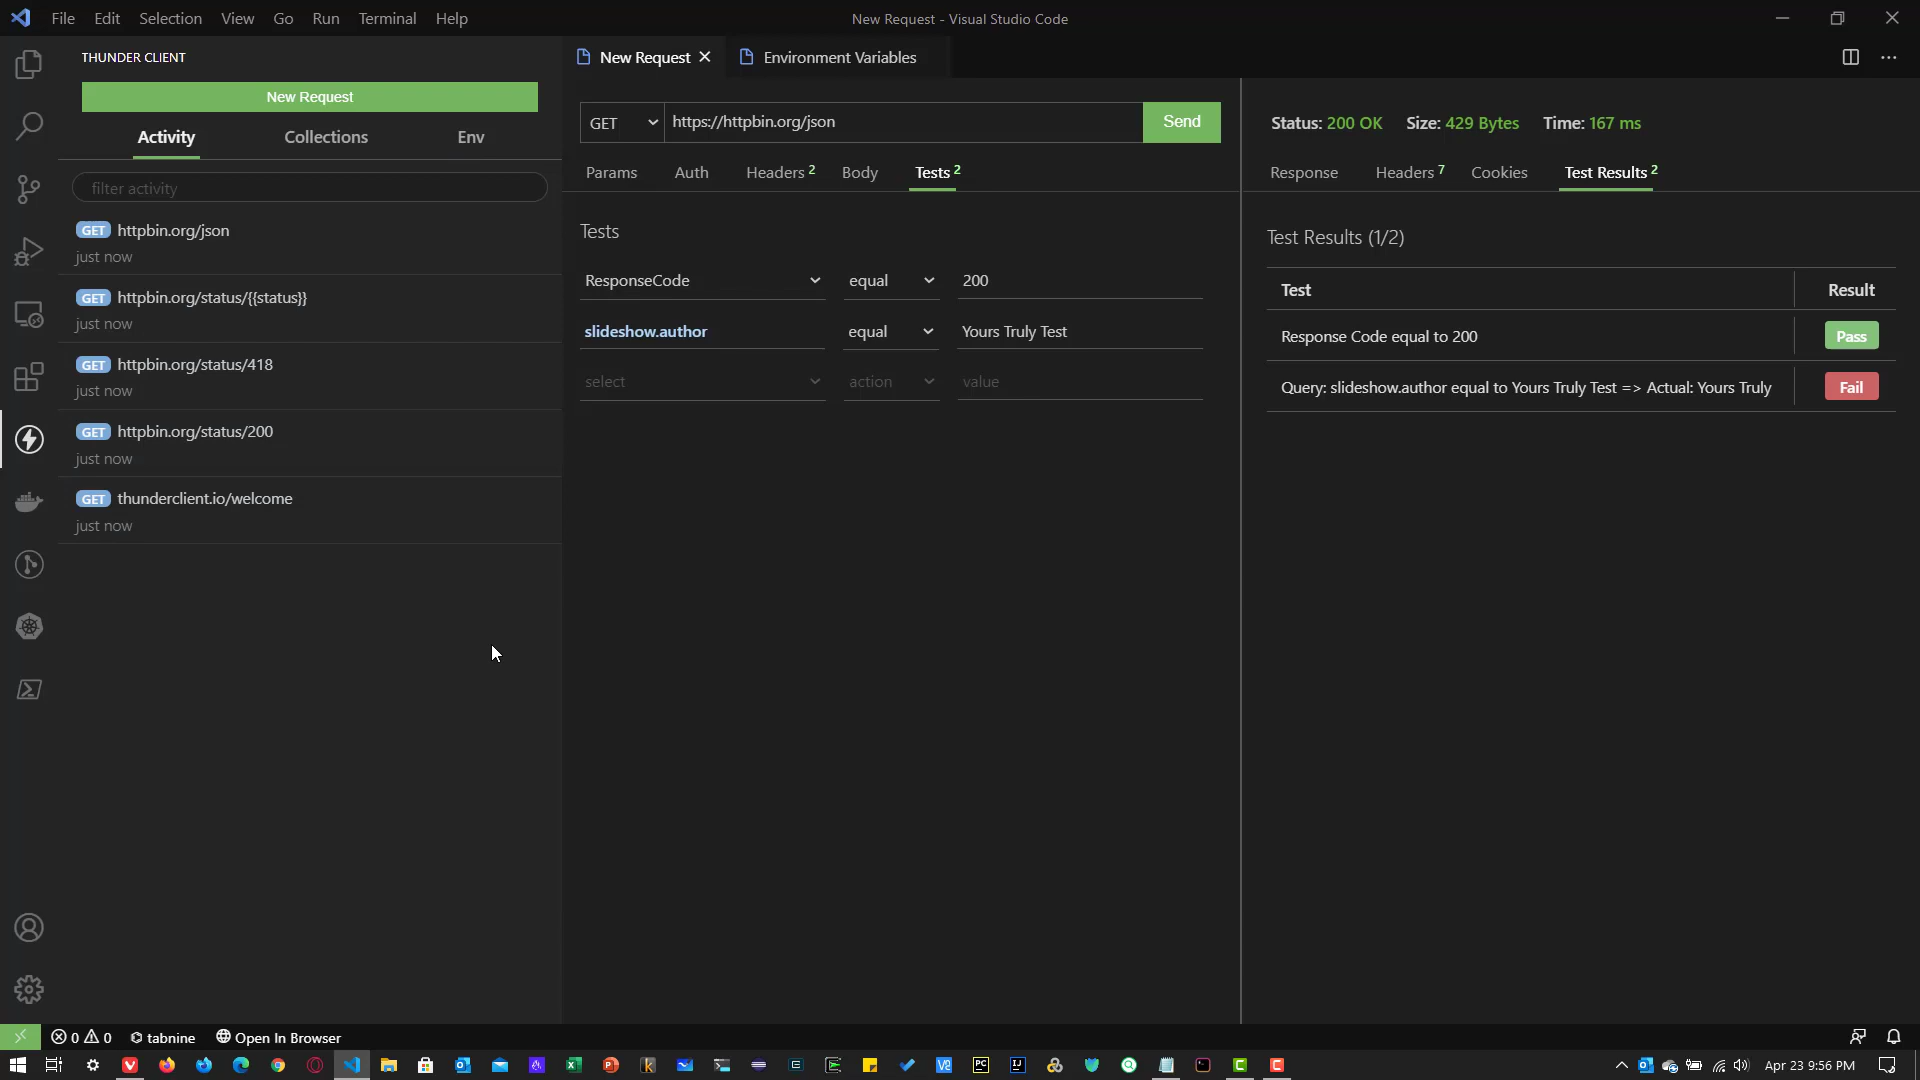 File Edit Selection View Go Run Terminal Help
New Request - Visual Studio Code
THUNDER CLIENT
New Request
Activity Collections Env
filter activity
GET httpbin.org/json
just now
GET httpbin.org/status/{{status}}
just now
GET httpbin.org/status/418
just now
GET httpbin.org/status/200
just now
GET thunderclient.io/welcome
just now
New Request
Environment Variables
GET https://httpbin.org/json Send
Params Auth Headers 2 Body Tests 2
Tests
ResponseCode equal 200
slideshow.author equal Yours Truly Test
select action value
Status: 200 OK Size: 429 Bytes Time: 167 ms
Response Headers 7 Cookies Test Results 2
Test Results (1/2)
Test Result
Response Code equal to 200 Pass
Query: slideshow.author equal to Yours Truly Test => Actual: Yours Truly Fail
0 0 tabnine Open In Browser
Apr 23 9:56 PM